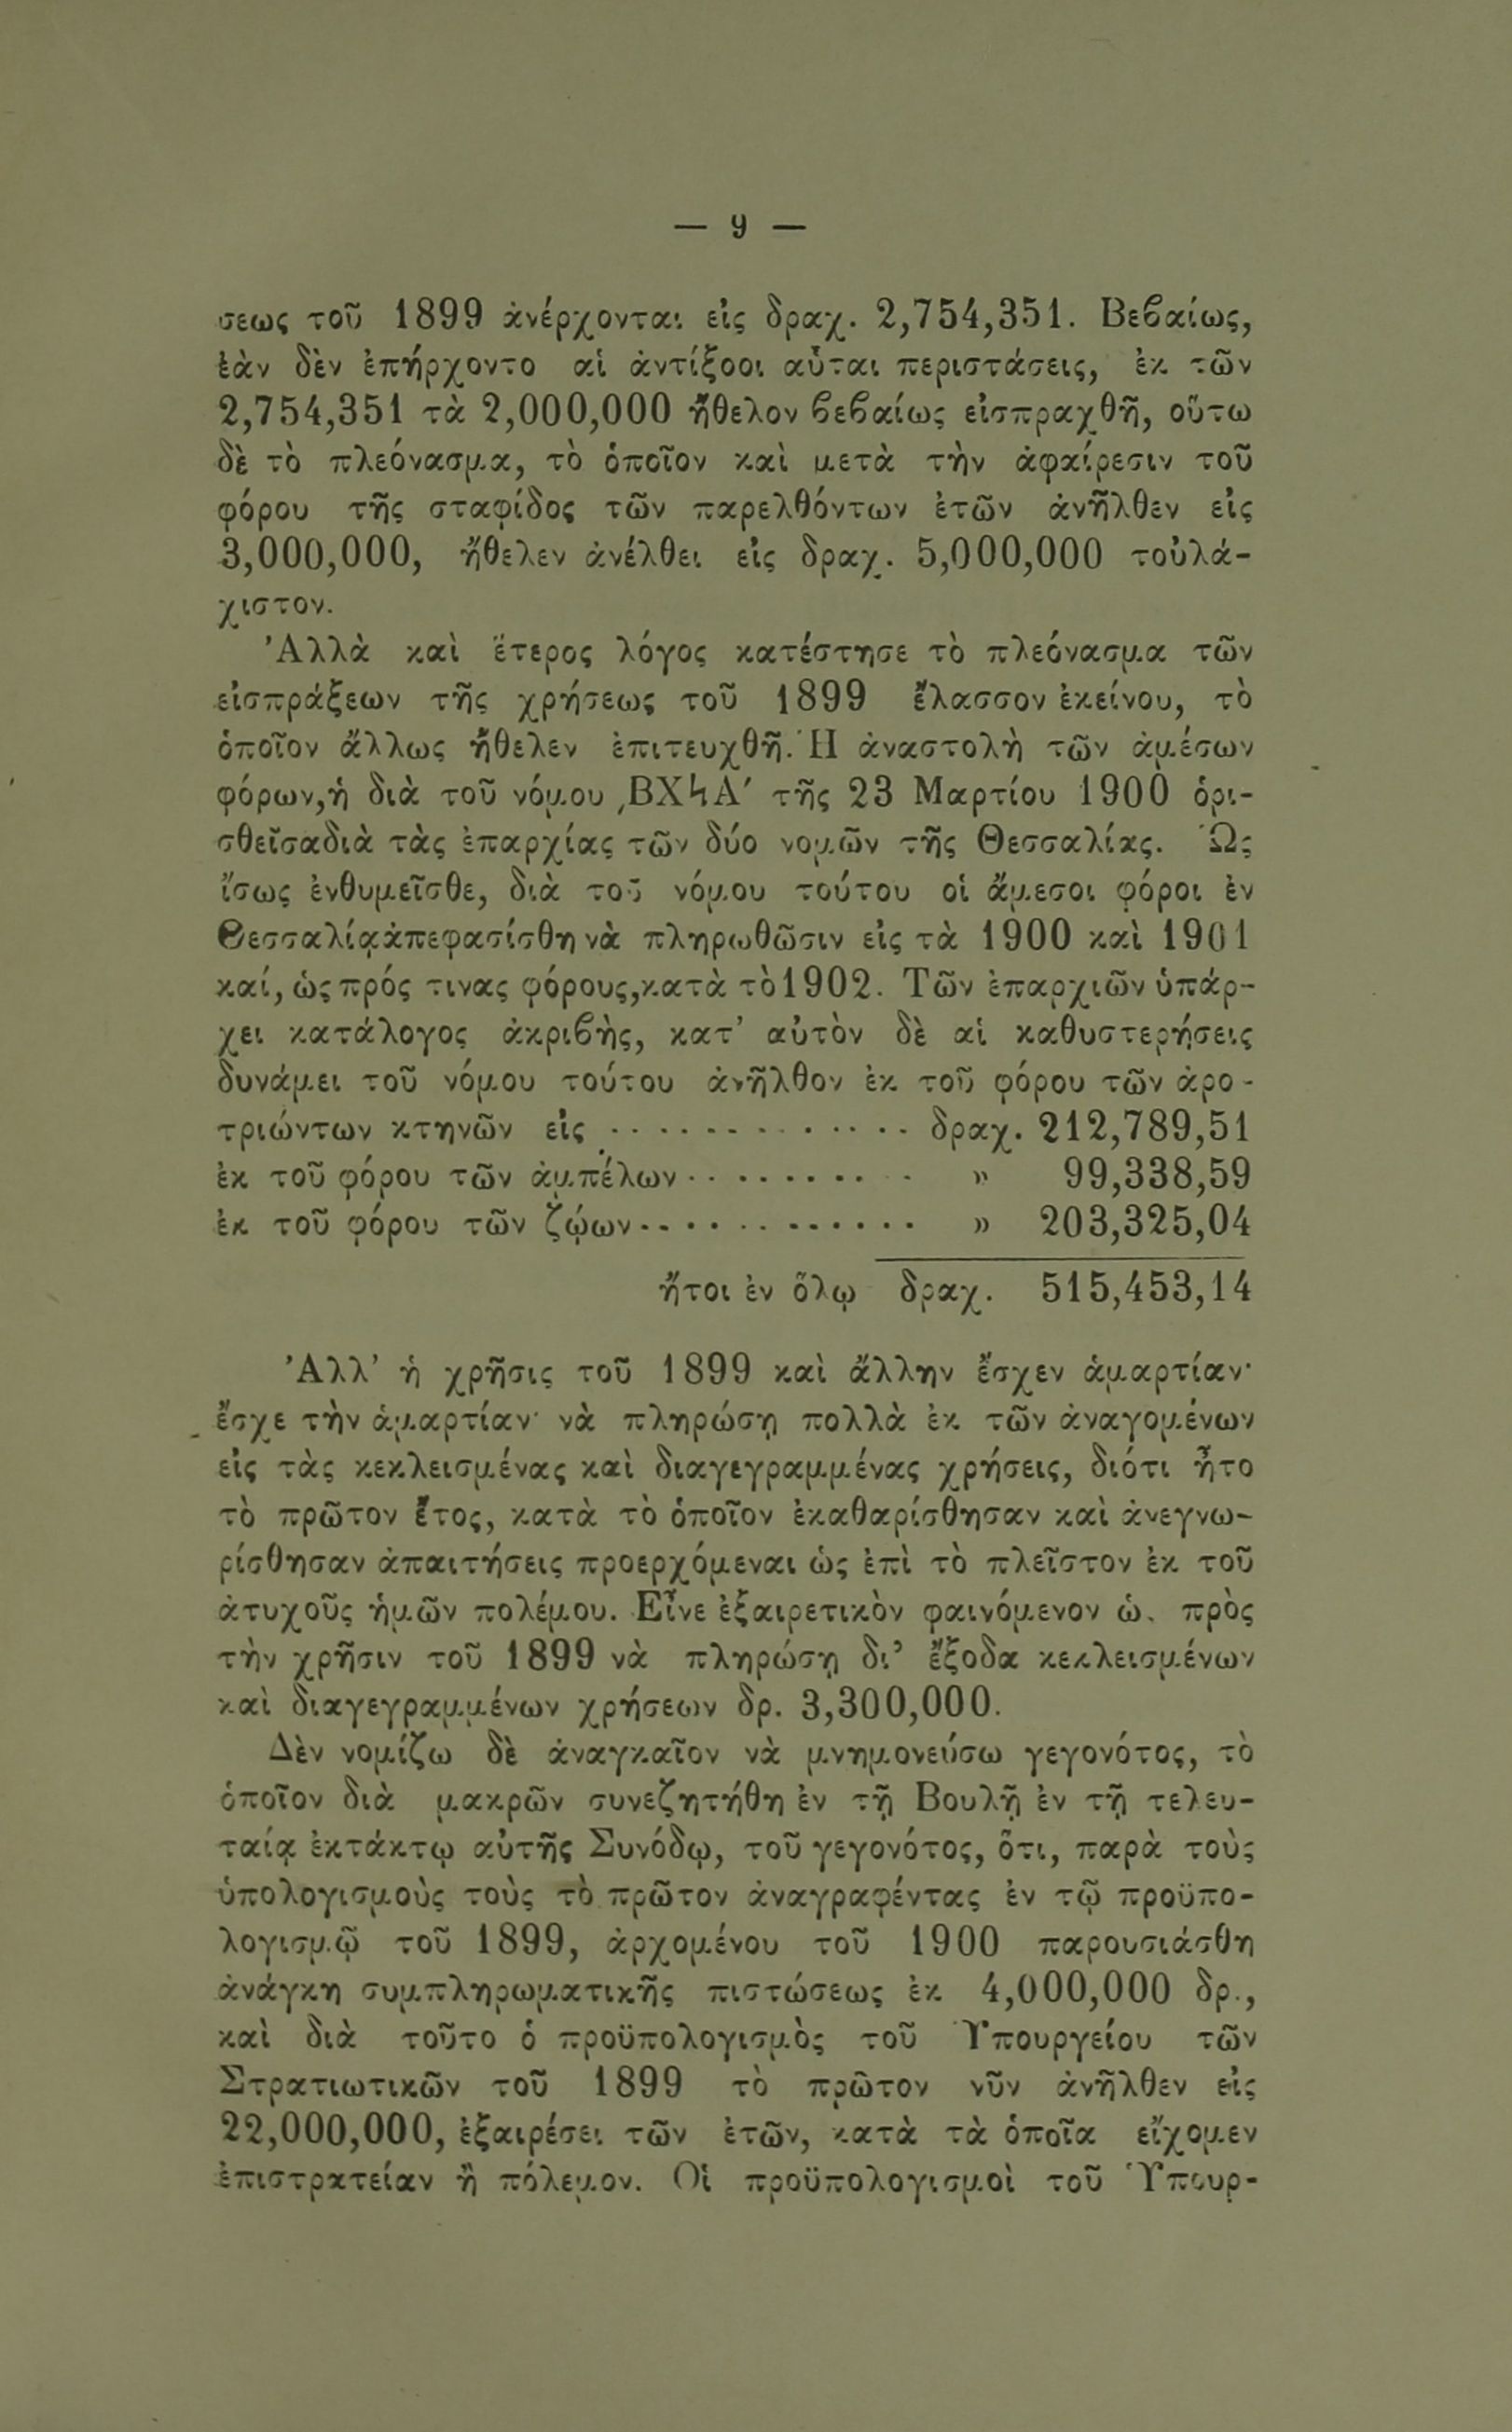 — 9 —
σεως τοῦ 1899 ἀνέρχονται εἰς δραχ. 2,754,351. Βεβαίως,
ἐὰν δὲν ἐπήρχοντο αἱ ἀντίξοοι αὗται περιστάσεις, ἐκ τῶν
2,754,351 τὰ 2,000,000 ἤθελον βεβαίως εἰσπραχθῆ, οὕτω
δὲ τὸ πλεόνασμα, τὸ ὁποῖον καὶ μετὰ τὴν ἀφαίρεσιν τοῦ
φόρου τῆς σταφίδος τῶν παρελθόντων ἐτῶν ἀνῆλθεν εἰς
3,000,000, ἤθελεν ἀνέλθει εἰς δραχ. 5,000,000 τοὐλά-
χιστον.
Ἀλλὰ καὶ ἕτερος λόγος κατέστησε τὸ πλεόνασμα τῶν
εἰσπράξεων τῆς χρήσεως τοῦ 1899 ἔλασσον ἐκείνου, τὸ
ὁποῖον ἄλλως ἤθελεν ἐπιτευχθῆ. Ἡ ἀναστολὴ τῶν ἀμέσων
φόρων, ἡ διὰ τοῦ νόμου ͵ΒΧϞΑʹ τῆς 23 Μαρτίου 1900 ὁρι-
σθεῖσα διὰ τὰς ἐπαρχίας τῶν δύο νομῶν τῆς Θεσσαλίας. Ὡς
ἴσως ἐνθυμεῖσθε, διὰ τοῦ νόμου τούτου οἱ ἄμεσοι φόροι ἐν
Θεσσαλίᾳ ἀπεφασίσθη νὰ πληρωθῶσιν εἰς τὰ 1900 καὶ 1901
καί, ὡς πρός τινας φόρους, κατὰ τὸ 1902. Τῶν ἐπαρχιῶν ὑπάρ-
χει κατάλογος ἀκριβὴς, κατ' αὐτὸν δὲ αἱ καθυστερήσεις
δυνάμει τοῦ νόμου τούτου ἀνῆλθον ἐκ τοῦ φόρου τῶν ἀρο-
τριώντων κτηνῶν εἰς . . . . . . . . . . . . . δραχ. 212,789,51
ἐκ τοῦ φόρου τῶν ἀμπέλων . . . . . . . . . » 99,338,59
ἐκ τοῦ φόρου τῶν ζῴων . . . . . . . . . . . . » 203,325,04
ἤτοι ἐν ὅλῳ δραχ. 515,453,14
Ἀλλ' ἡ χρῆσις τοῦ 1899 καὶ ἄλλην ἔσχεν ἁμαρτίαν·
ἔσχε τὴν ἁμαρτίαν· νὰ πληρώσῃ πολλὰ ἐκ τῶν ἀναγομένων
εἰς τὰς κεκλεισμένας καὶ διαγεγραμμένας χρήσεις, διότι ἦτο
τὸ πρῶτον ἔτος, κατὰ τὸ ὁποῖον ἐκαθαρίσθησαν καὶ ἀνεγνω-
ρίσθησαν ἀπαιτήσεις προερχόμεναι ὡς ἐπὶ τὸ πλεῖστον ἐκ τοῦ
ἀτυχοῦς ἡμῶν πολέμου. Εἶνε ἐξαιρετικὸν φαινόμενον ὡ. πρὸς
τὴν χρῆσιν τοῦ 1899 νὰ πληρώσῃ δι' ἔξοδα κεκλεισμένων
καὶ διαγεγραμμένων χρήσεων δρ. 3,300,000.
Δὲν νομίζω δὲ ἀναγκαῖον νὰ μνημονεύσω γεγονότος, τὸ
ὁποῖον διὰ μακρῶν συνεζητήθη ἐν τῇ Βουλῇ ἐν τῇ τελευ-
ταίᾳ ἐκτάκτῳ αὐτῆς Συνόδῳ, τοῦ γεγονότος, ὅτι, παρὰ τοὺς
ὑπολογισμοὺς τοὺς τὸ πρῶτον ἀναγραφέντας ἐν τῷ προϋπο-
λογισμῷ τοῦ 1899, ἀρχομένου τοῦ 1900 παρουσιάσθη
ἀνάγκη συμπληρωματικῆς πιστώσεως ἐκ 4,000,000 δρ.,
καὶ διὰ τοῦτο ὁ προϋπολογισμὸς τοῦ Ὑπουργείου τῶν
Στρατιωτικῶν τοῦ 1899 τὸ πρῶτον νῦν ἀνῆλθεν εἰς
22,000,000, ἐξαιρέσει τῶν ἐτῶν, κατὰ τὰ ὁποῖα εἴχομεν
ἐπιστρατείαν ἢ πόλεμον. Οἱ προϋπολογισμοὶ τοῦ Ὑπουρ-